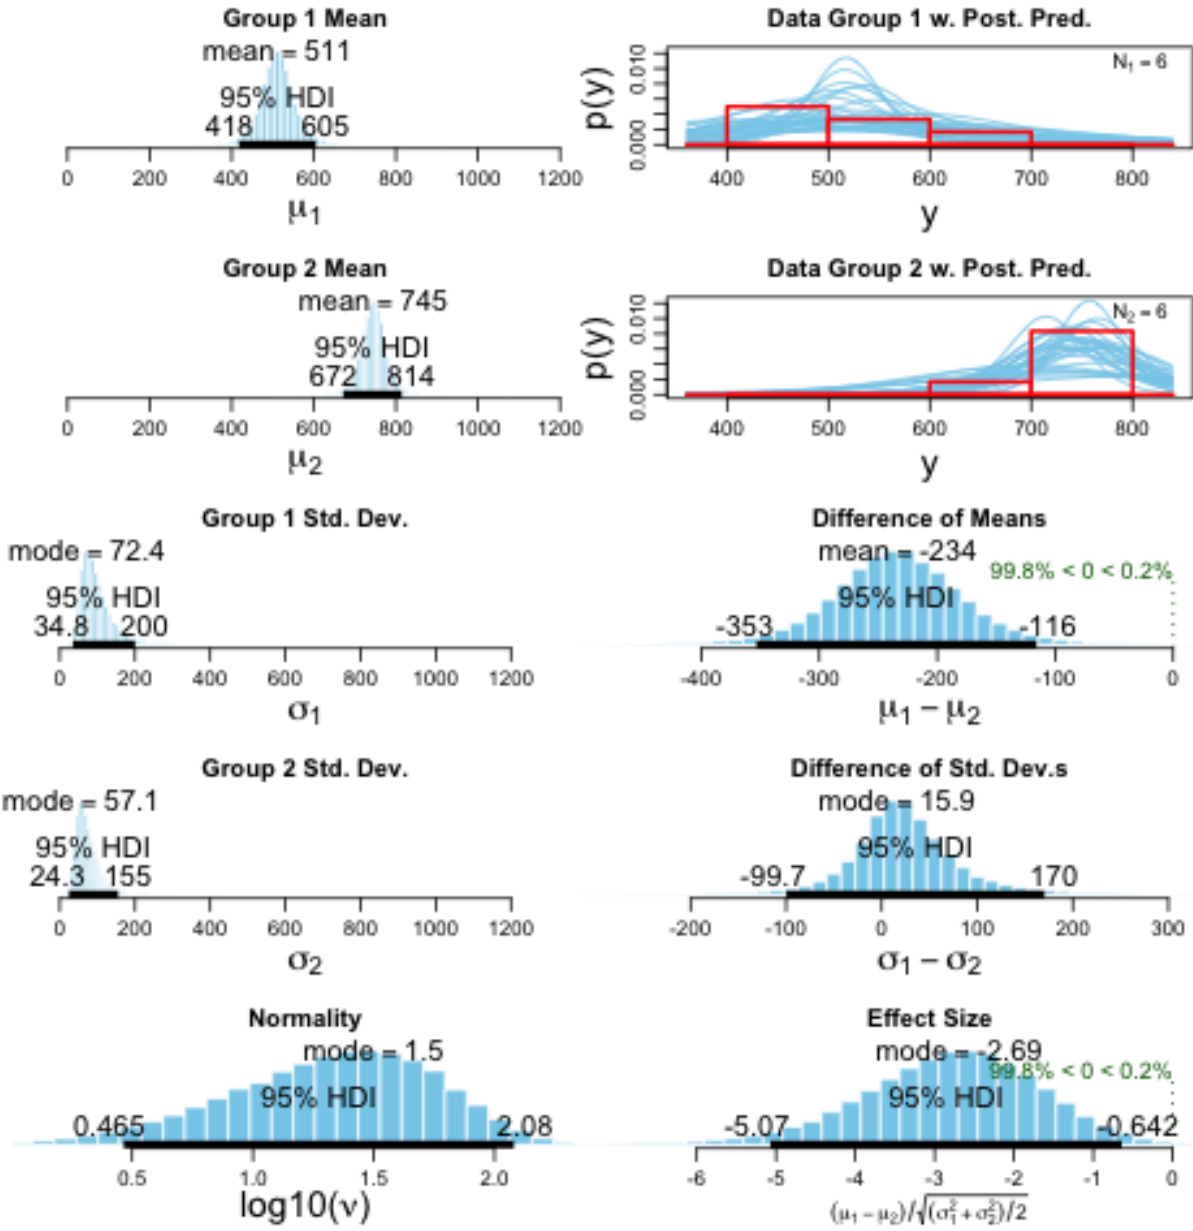 Group 1 Mean
mean = 511
95% HDI
418 605
0 200 400 600 800 1000 1200
μ1
Data Group 1 w. Post. Pred.
N1 = 6
p(y)
0.000 0.010
400 500 600 700 800
y
Group 2 Mean
mean = 745
95% HDI
672 814
0 200 400 600 800 1000 1200
μ2
Data Group 2 w. Post. Pred.
N2 = 6
p(y)
0.000 0.010
400 500 600 700 800
y
Group 1 Std. Dev.
mode = 72.4
95% HDI
34.8 200
0 200 400 600 800 1000 1200
σ1
Difference of Means
mean = -234
99.8% < 0 < 0.2%
95% HDI
-353 -116
-400 -300 -200 -100 0
μ1 − μ2
Group 2 Std. Dev.
mode = 57.1
95% HDI
24.3 155
0 200 400 600 800 1000 1200
σ2
Difference of Std. Dev.s
mode = 15.9
95% HDI
-99.7 170
-200 -100 0 100 200 300
σ1 − σ2
Normality
mode = 1.5
95% HDI
0.465 2.08
0.5 1.0 1.5 2.0
log10(ν)
Effect Size
mode = -2.69
99.8% < 0 < 0.2%
95% HDI
-5.07 -0.642
-6 -5 -4 -3 -2 -1 0
(μ1 − μ2)/√(σ1² + σ2²)/2